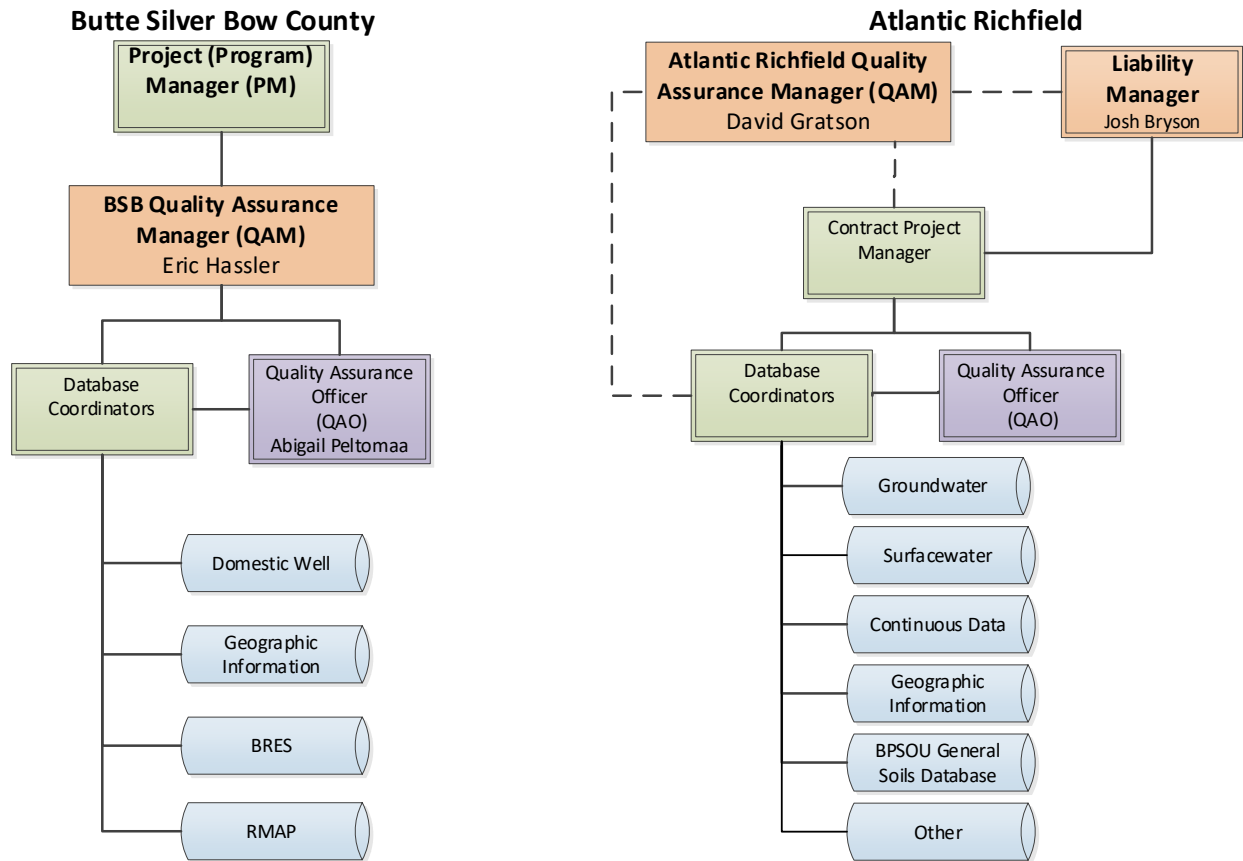 Butte Silver Bow County
Project (Program)
Manager (PM)
BSB Quality Assurance
Manager (QAM)
Eric Hassler
Database
Coordinators
Quality Assurance
Officer
(QAO)
Abigail Peltomaa
Domestic Well
Geographic
Information
BRES
RMAP
Atlantic Richfield
Atlantic Richfield Quality
Assurance Manager (QAM)
David Gratson
Liability
Manager
Josh Bryson
Contract Project
Manager
Database
Coordinators
Quality Assurance
Officer
(QAO)
Groundwater
Surfacewater
Continuous Data
Geographic
Information
BPSOU General
Soils Database
Other